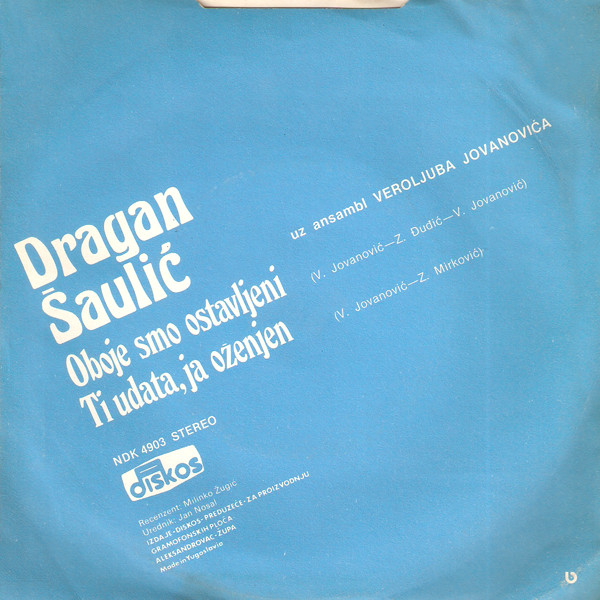 Dragan
Šaulić
uz ansambl VEROLJUBA JOVANOVIĆA
Oboje smo ostavljeni
(V. Jovanović—Z. Đudić—V. Jovanović)
Ti udata, ja oženjen
(V. Jovanović—Z. Mirković)
NDK 4903 STEREO
diskos
Recenzent: Milinko Žugić
Urednik: Jan Nosal
IZDAJE-DISKOS-PREDUZEĆE-ZA PROIZVODNJU
GRAMOFONSKIH PLOČA
ALEKSANDROVAC-ŽUPA
Made in Yugoslavia